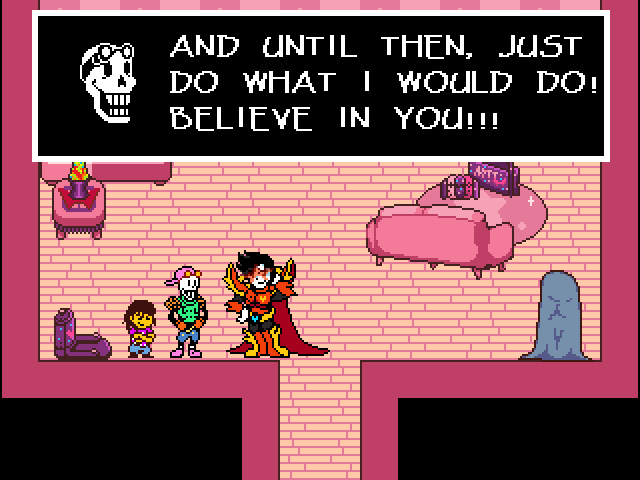 AND UNTIL THEN, JUST
DO WHAT I WOULD DO!
BELIEVE IN YOU!!!